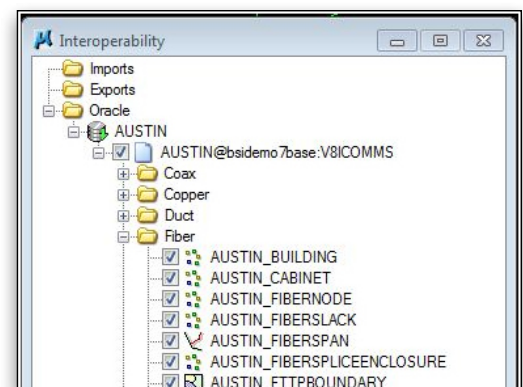 Interoperability
Imports
Exports
Oracle
AUSTIN
AUSTIN@bsidemo7base:V8ICOMMS
Coax
Copper
Duct
Fiber
AUSTIN_BUILDING
AUSTIN_CABINET
AUSTIN_FIBERNODE
AUSTIN_FIBERSLACK
AUSTIN_FIBERSPAN
AUSTIN_FIBERSPLICEENCLOSURE
AUSTIN_FTTPBOUNDARY